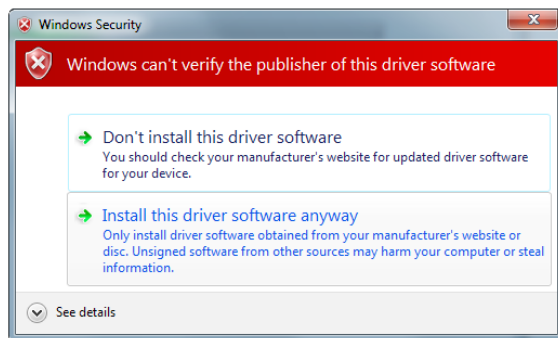 Windows Security
Windows can't verify the publisher of this driver software
Don't install this driver software
You should check your manufacturer's website for updated driver software
for your device.
Install this driver software anyway
Only install driver software obtained from your manufacturer's website or
disc. Unsigned software from other sources may harm your computer or steal
information.
See details